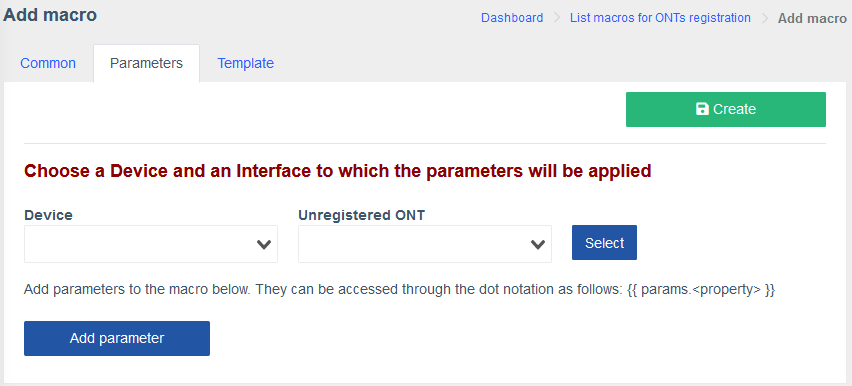 Add macro
Dashboard > List macros for ONTs registration > Add macro
Common Parameters Template
Create
Choose a Device and an Interface to which the parameters will be applied
Device Unregistered ONT
Select
Add parameters to the macro below. They can be accessed through the dot notation as follows: {{ params.<property> }}
Add parameter